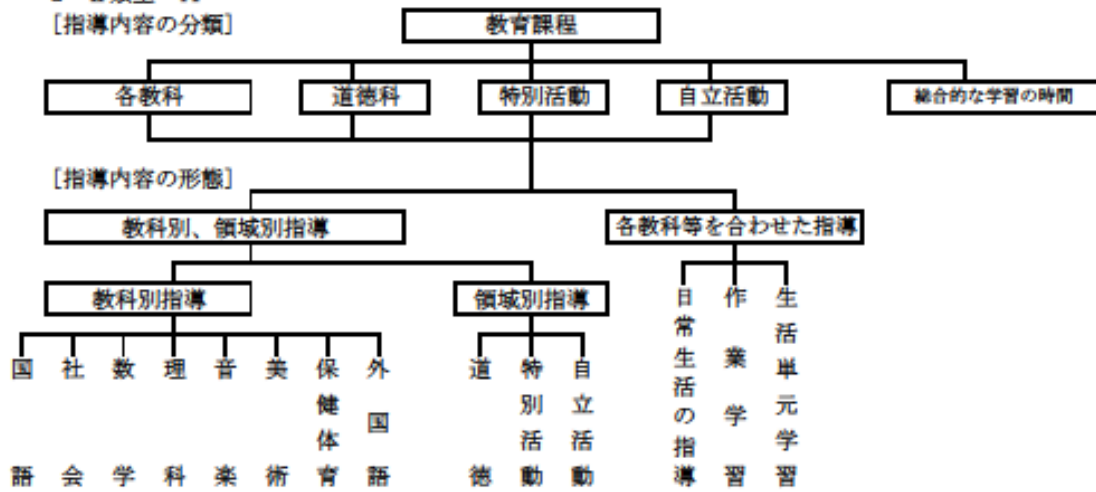 [指導内容の分類]
教育課程
各教科
道徳科
特別活動
自立活動
総合的な学習の時間
[指導内容の形態]
教科別、領域別指導
各教科等を合わせた指導
教科別指導
領域別指導
国語
社会
数学
理科
音楽
美術
保健体育
外国語
道徳
特別活動
自立活動
日常生活の指導
作業学習
生活単元学習